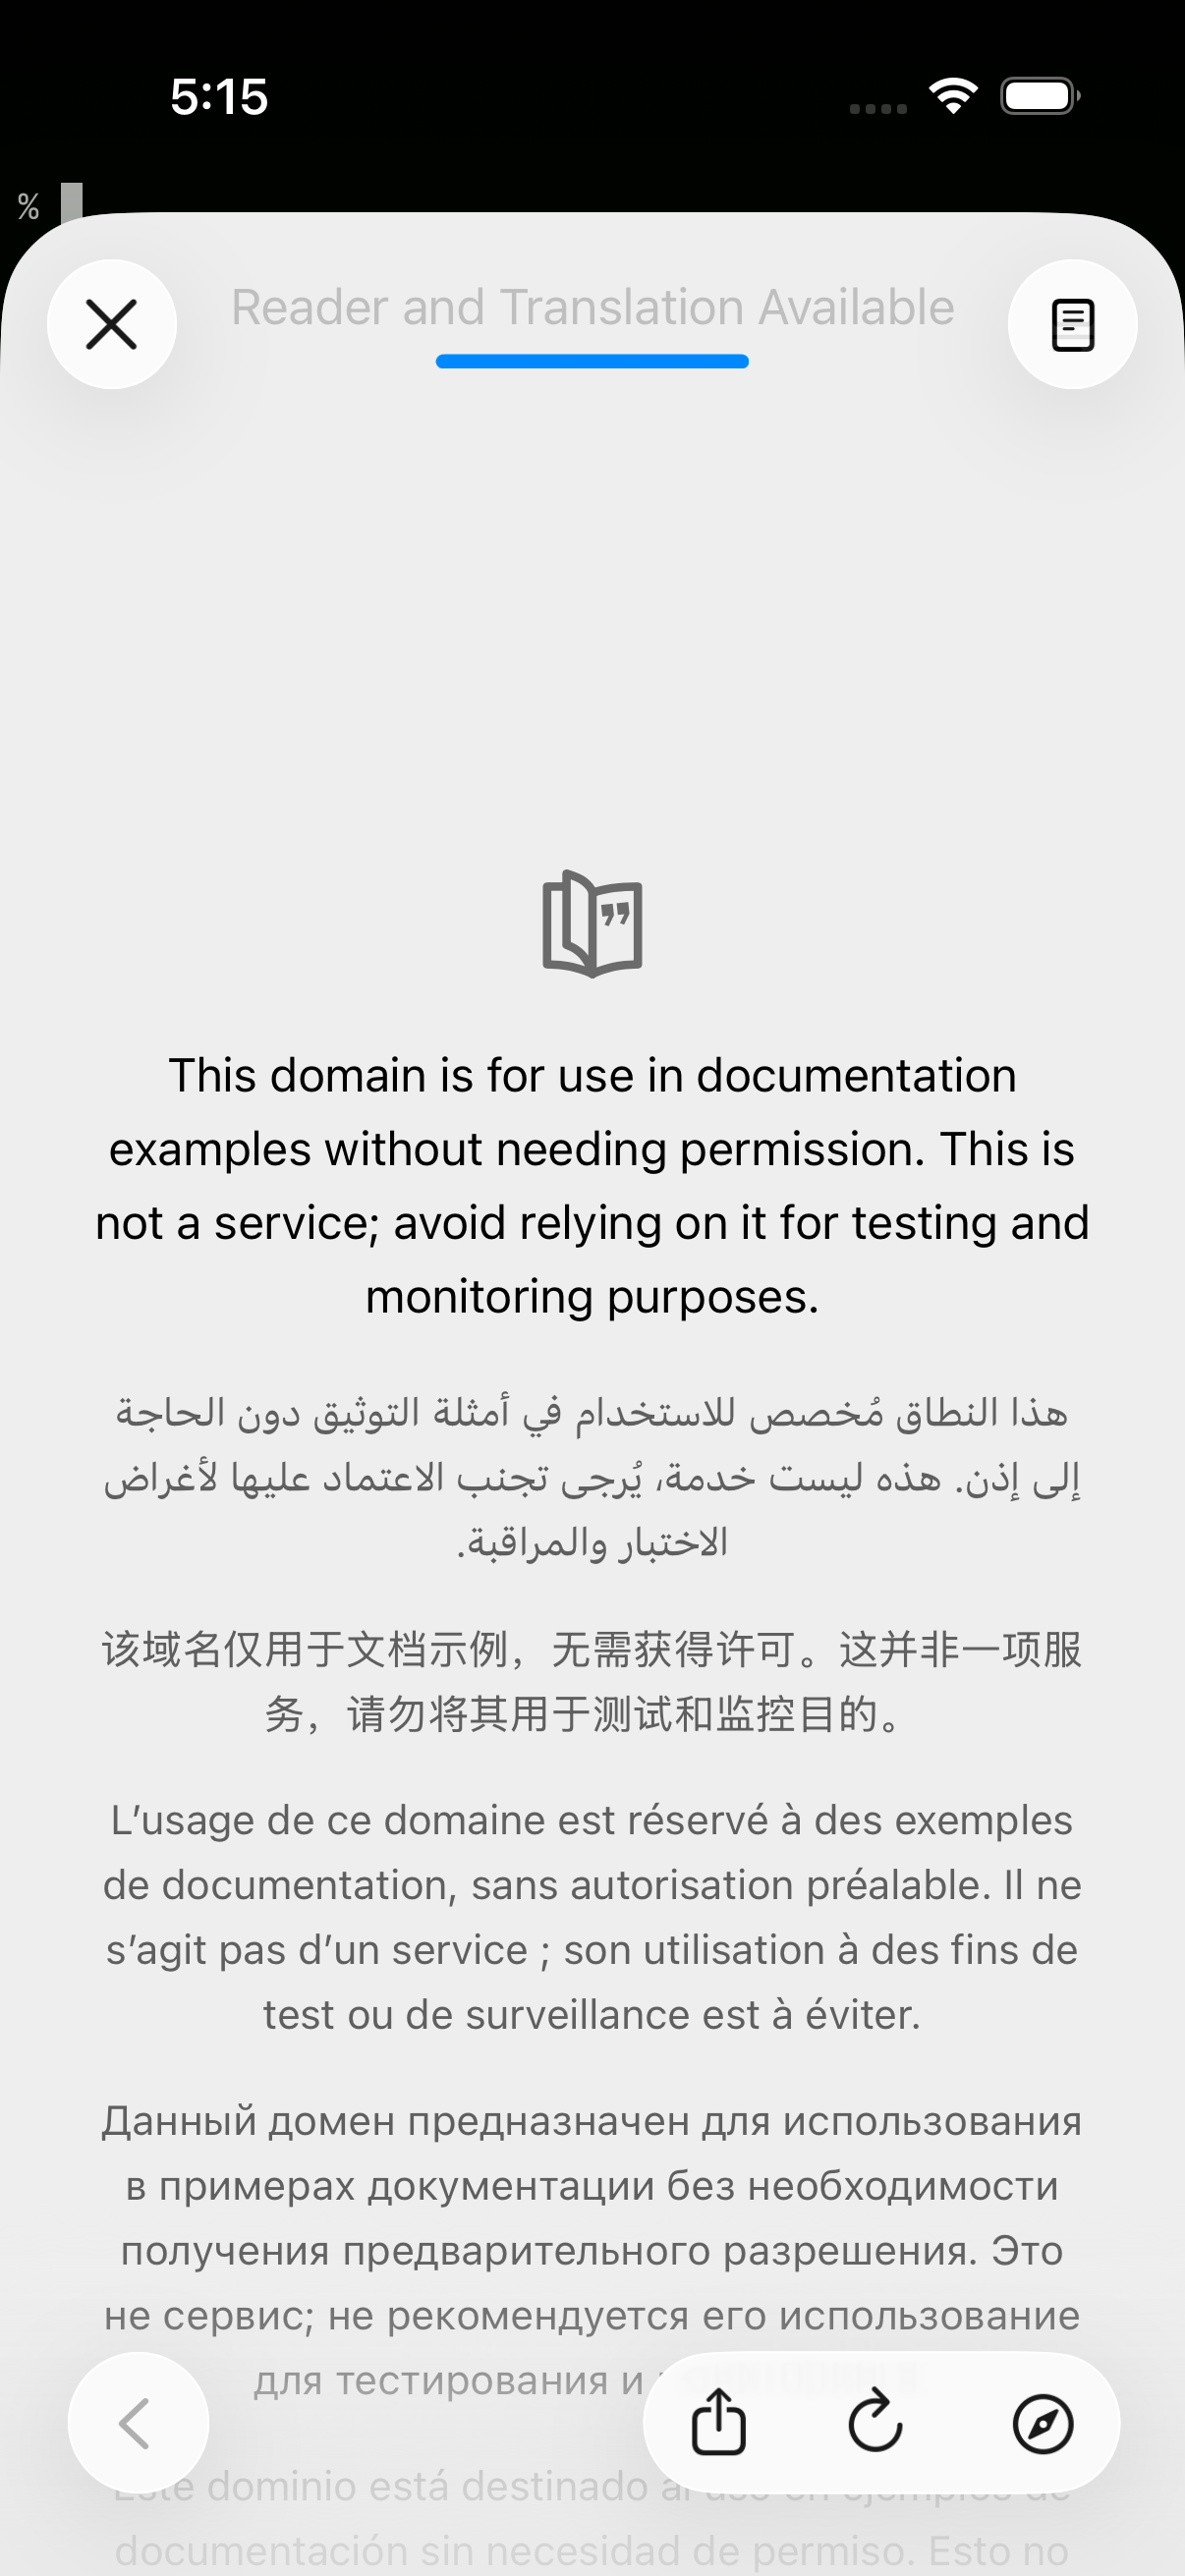 5:15
%
Reader and Translation Available
This domain is for use in documentation
examples without needing permission. This is
not a service; avoid relying on it for testing and
monitoring purposes.
هذا النطاق مُخصص للاستخدام في أمثلة التوثيق دون الحاجة
إلى إذن. هذه ليست خدمة، يُرجى تجنب الاعتماد عليها لأغراض
الاختبار والمراقبة.
该域名仅用于文档示例，无需获得许可。这并非一项服
务，请勿将其用于测试和监控目的。
L’usage de ce domaine est réservé à des exemples
de documentation, sans autorisation préalable. Il ne
s’agit pas d’un service ; son utilisation à des fins de
test ou de surveillance est à éviter.
Данный домен предназначен для использования
в примерах документации без необходимости
получения предварительного разрешения. Это
не сервис; не рекомендуется его использование
для тестирования и
Este dominio está destinado al uso en ejemplos de
documentación sin necesidad de permiso. Esto no